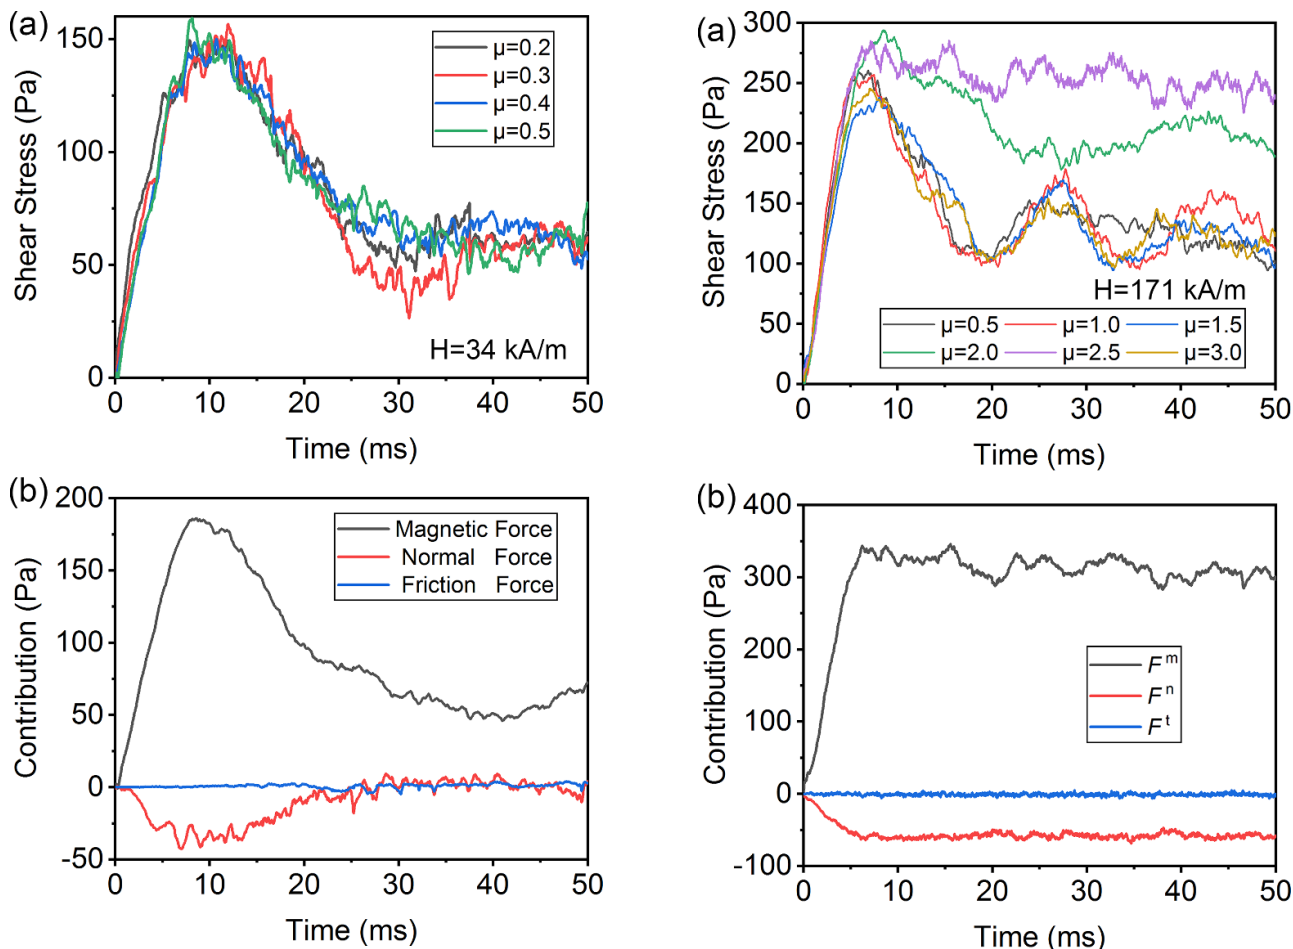 (a)
Shear Stress (Pa)
150
100
50
0
μ=0.2
μ=0.3
μ=0.4
μ=0.5
H=34 kA/m
0 10 20 30 40 50
Time (ms)
(a)
Shear Stress (Pa)
300
250
200
150
100
50
0
H=171 kA/m
μ=0.5 μ=1.0 μ=1.5
μ=2.0 μ=2.5 μ=3.0
0 10 20 30 40 50
Time (ms)
(b)
Contribution (Pa)
200
150
100
50
0
-50
Magnetic Force
Normal Force
Friction Force
0 10 20 30 40 50
Time (ms)
(b)
Contribution (Pa)
400
300
200
100
0
-100
F m
F n
F t
0 10 20 30 40 50
Time (ms)